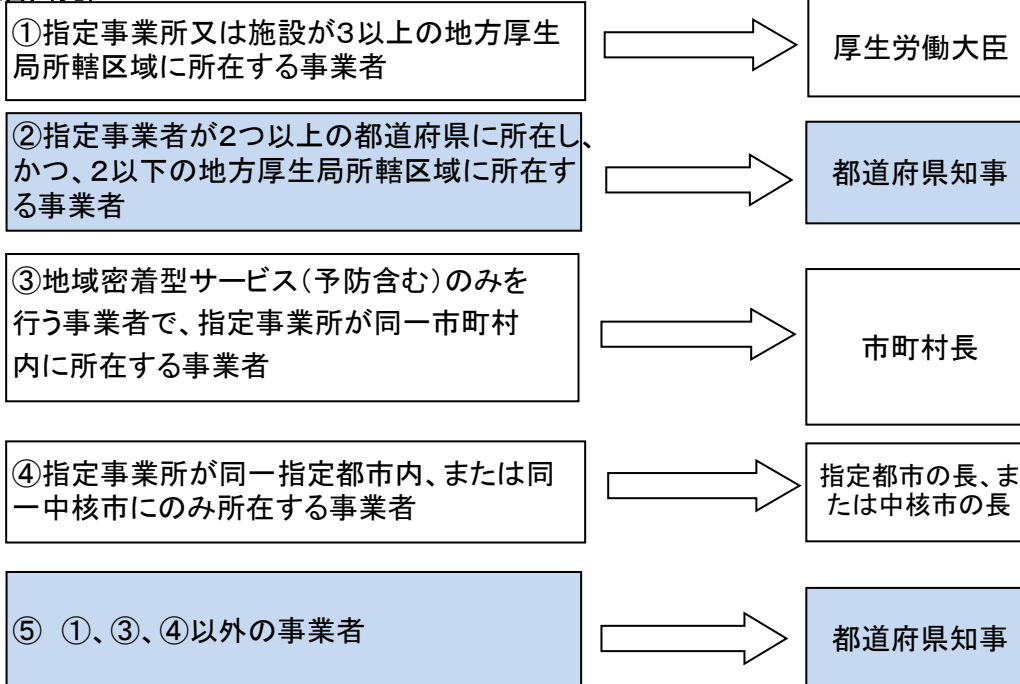 ①指定事業所又は施設が3以上の地方厚生
局所轄区域に所在する事業者
厚生労働大臣
②指定事業者が2つ以上の都道府県に所在し、
かつ、2以下の地方厚生局所轄区域に所在す
る事業者
都道府県知事
③地域密着型サービス(予防含む)のみを
行う事業者で、指定事業所が同一市町村
内に所在する事業者
市町村長
④指定事業所が同一指定都市内、または同
一中核市にのみ所在する事業者
指定都市の長、ま
たは中核市の長
⑤ ①、③、④以外の事業者
都道府県知事